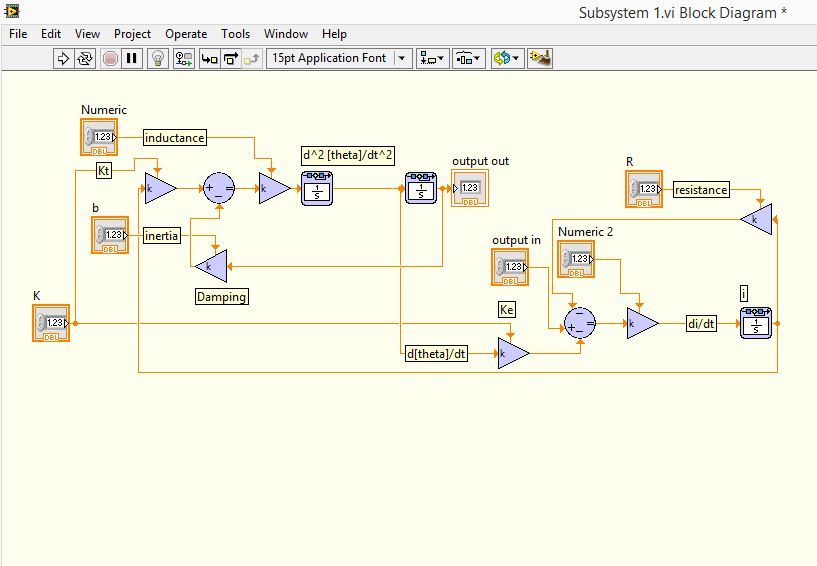 Subsystem 1.vi Block Diagram *
File Edit View Project Operate Tools Window Help
15pt Application Font
Numeric
1.23
DBL
inductance
Kt
k
+
−
=
k
d^2 [theta]/dt^2
1/s
1/s
output out
1.23
DBL
R
1.23
DBL
resistance
k
b
1.23
DBL
inertia
k
Damping
output in
1.23
DBL
Numeric 2
1.23
DBL
K
1.23
DBL
Ke
−
+
−
=
k
di/dt
i
1/s
d[theta]/dt
k